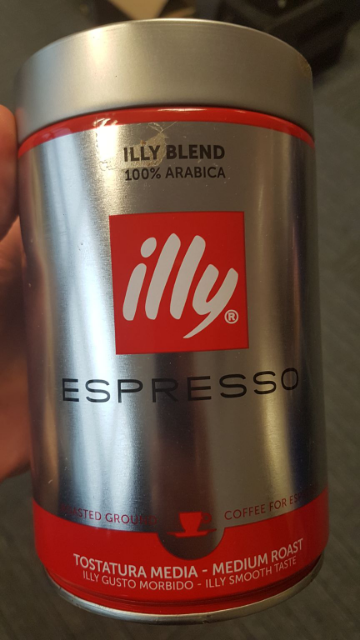 ILLY BLEND
100% ARABICA
illy®
ESPRESSO
GROUND COFFEE FOR
TOSTATURA MEDIA - MEDIUM ROAST
ILLY GUSTO MORBIDO - ILLY SMOOTH TASTE